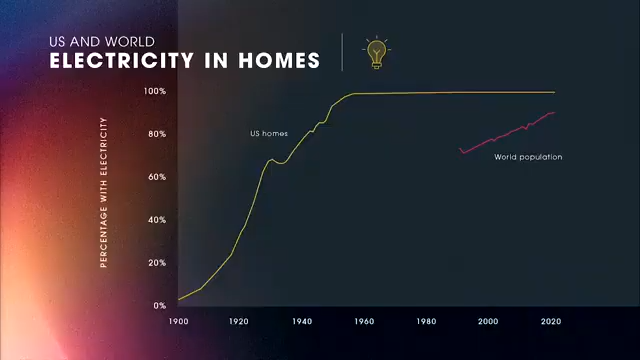 US AND WORLD
ELECTRICITY IN HOMES
PERCENTAGE WITH ELECTRICITY
100%
80%
60%
40%
20%
0%
US homes
World population
1900 1920 1940 1960 1980 2000 2020